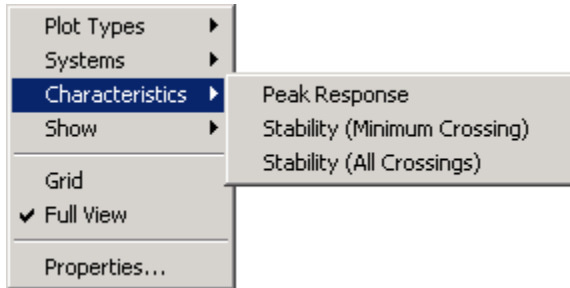 Plot Types
Systems
Characteristics
Show
Grid
Full View
Properties...
Peak Response
Stability (Minimum Crossing)
Stability (All Crossings)